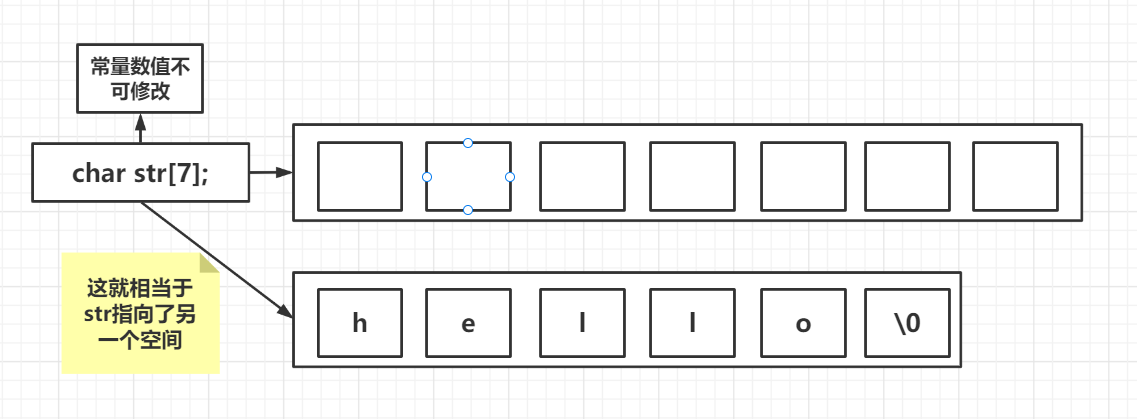 常量数值不
可修改
char str[7];
这就相当于
str指向了另
一个空间
h e l l o \0